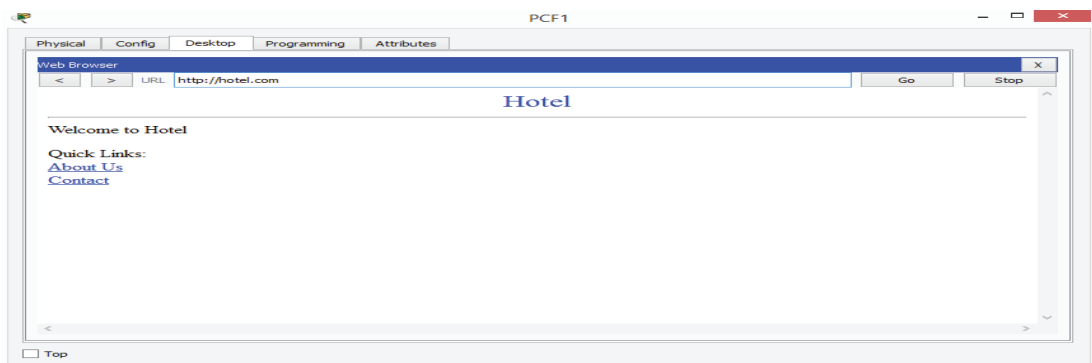 PCF1
Physical Config Desktop Programming Attributes
Web Browser X
< > URL http://hotel.com Go Stop
Hotel
Welcome to Hotel
Quick Links:
About Us
Contact
Top